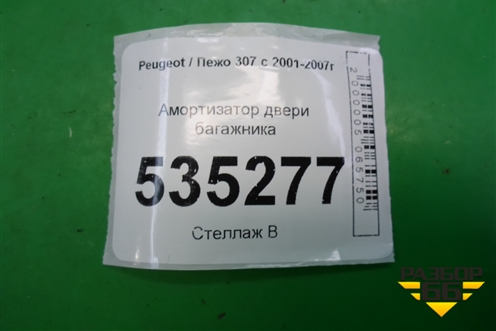 Peugeot / Пежо 307 с 2001-2007г
Амортизатор двери
багажника
535277
Стеллаж В
2000005065750
РАЗБОР
66